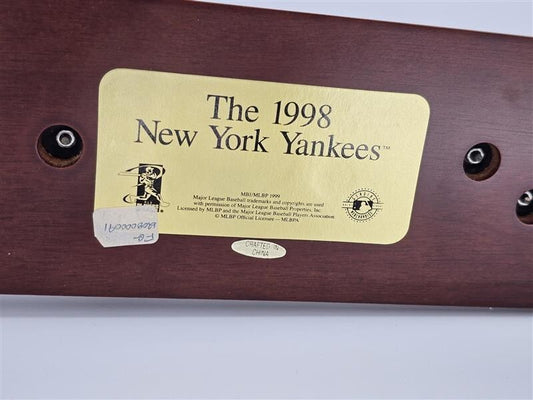 The 1998
New York Yankees™
MBI/MLBP 1999
Major League Baseball trademarks and copyrights are used
with permission of Major League Baseball Properties, Inc.
Licensed by MLBP and the Major League Baseball Players Association
© MLBP Official Licensee — MLBPA
CRAFTED IN
CHINA